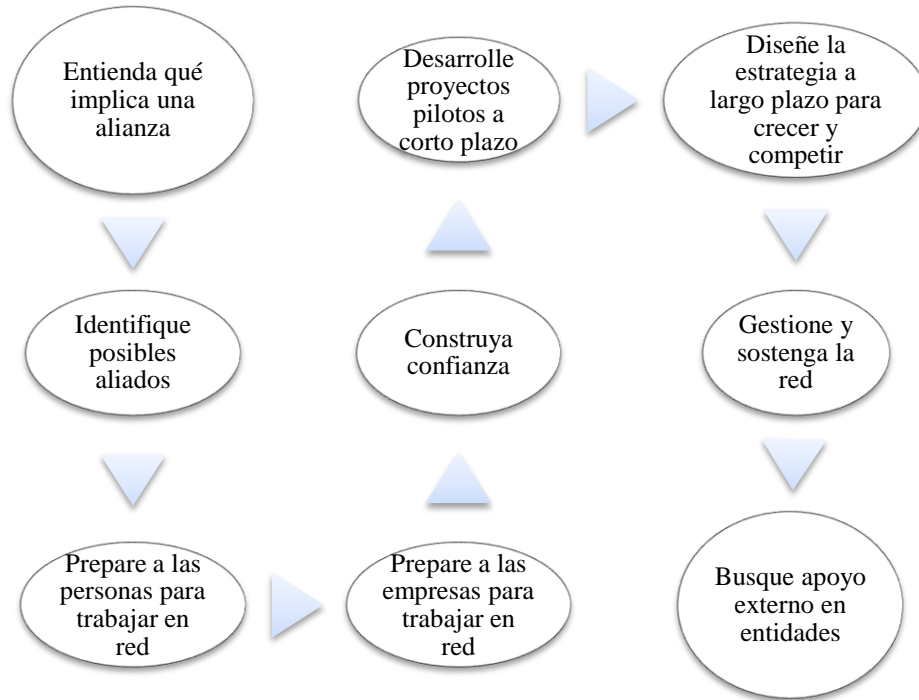 Entienda qué
implica una
alianza
Identifique
posibles
aliados
Prepare a las
personas para
trabajar en
red
Prepare a las
empresas para
trabajar en red
Construya
confianza
Desarrolle
proyectos
pilotos a
corto plazo
Diseñe la
estrategia a
largo plazo para
crecer y
competir
Gestione y
sostenga la
red
Busque apoyo
externo en
entidades